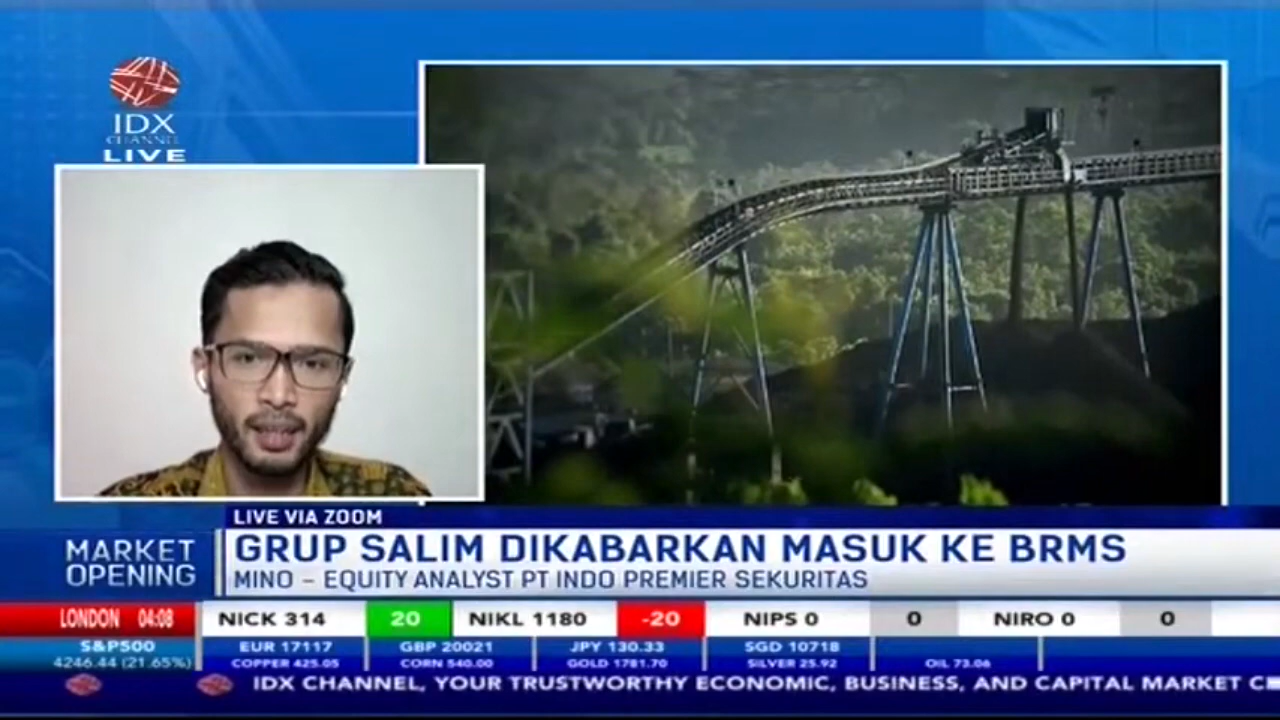 IDX
CHANNEL
LIVE
LIVE VIA ZOOM
MARKET OPENING
GRUP SALIM DIKABARKAN MASUK KE BRMS
MINO – EQUITY ANALYST PT INDO PREMIER SEKURITAS
LONDON 04:08 NICK 314 20 NIKL 1180 -20 NIPS 0 0 NIRO 0 0
S&P500 EUR 17117 GBP 20021 JPY 130.33 SGD 10718
4246.44 (21.65%) COPPER 425.05 CORN 540.00 GOLD 1781.70 SILVER 25.92 OIL 73.06
IDX CHANNEL, YOUR TRUSTWORTHY ECONOMIC, BUSINESS, AND CAPITAL MARKET